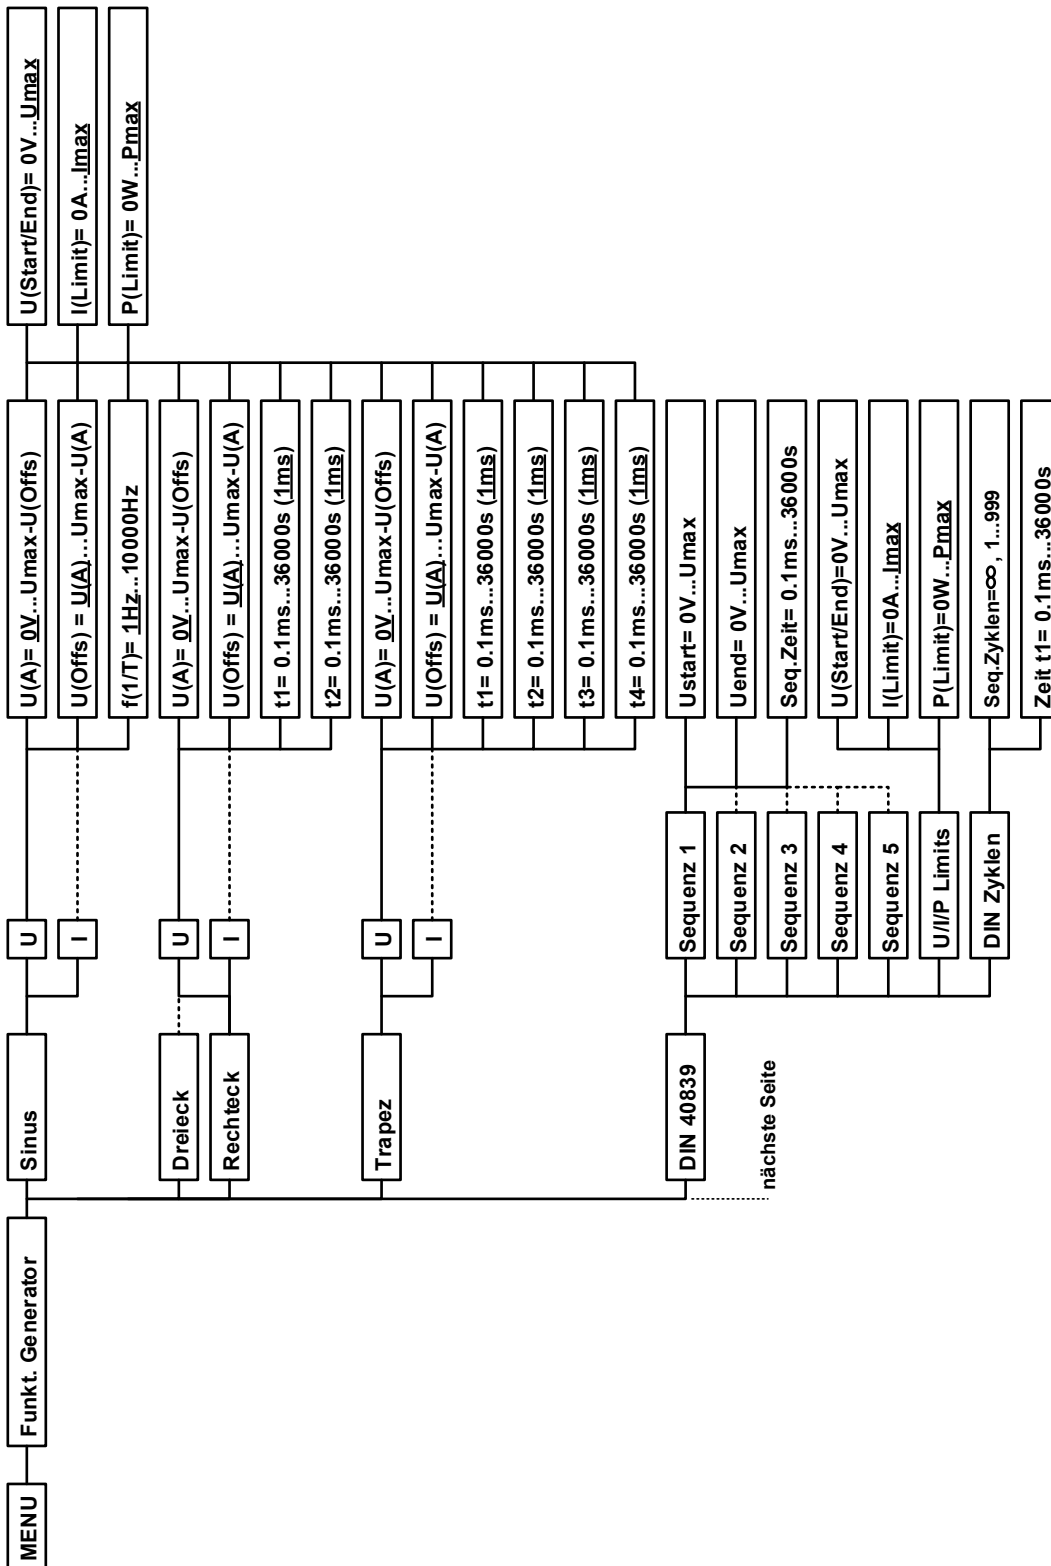 MENU
Funkt. Generator
Sinus
U
I
U(A)= 0V...Umax-U(Offs)
U(Offs) = U(A)...Umax-U(A)
f(1/T)= 1Hz...10000Hz
U(Start/End)= 0V...Umax
I(Limit)= 0A...Imax
P(Limit)= 0W...Pmax
Dreieck
Rechteck
U
I
U(A)= 0V...Umax-U(Offs)
U(Offs) = U(A)...Umax-U(A)
t1= 0.1ms...36000s (1ms)
t2= 0.1ms...36000s (1ms)
Trapez
U
I
U(A)= 0V...Umax-U(Offs)
U(Offs) = U(A)...Umax-U(A)
t1= 0.1ms...36000s (1ms)
t2= 0.1ms...36000s (1ms)
t3= 0.1ms...36000s (1ms)
t4= 0.1ms...36000s (1ms)
DIN 40839
Sequenz 1
Sequenz 2
Sequenz 3
Sequenz 4
Sequenz 5
U/I/P Limits
DIN Zyklen
Ustart= 0V...Umax
Uend= 0V...Umax
Seq.Zeit= 0.1ms...36000s
U(Start/End)=0V...Umax
I(Limit)=0A...Imax
P(Limit)=0W...Pmax
Seq.Zyklen=∞, 1...999
Zeit t1= 0.1ms...36000s
nächste Seite